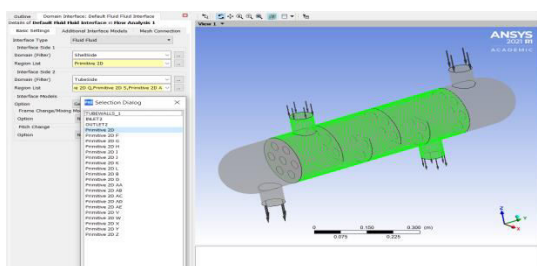 Outline
Domain Interface: Default Fluid Fluid Interface
Details of Default Fluid Fluid Interface in Flow Analysis 1
Basic Settings
Additional Interface Models
Mesh Connection
Interface Type
Fluid Fluid
Interface Side 1
Domain (Filter)
ShellSide
Region List
Primitive 2D
Interface Side 2
Domain (Filter)
TubeSide
Region List
2D Q,Primitive 2D S,Primitive 2D A
Interface Models
Option
Frame Change/Mixing
Option
Pitch Change
Option
Selection Dialog
TUBEWALLS_1
INLET2
OUTLET2
Primitive 2D
Primitive 2D F
Primitive 2D G
Primitive 2D H
Primitive 2D I
Primitive 2D J
Primitive 2D K
Primitive 2D L
Primitive 2D B
Primitive 2D D
Primitive 2D AA
Primitive 2D AB
Primitive 2D AC
Primitive 2D AD
Primitive 2D AE
Primitive 2D V
Primitive 2D W
Primitive 2D X
Primitive 2D Y
Primitive 2D Z
View 1
ANSYS
2021 R1
ACADEMIC
0
0.150
0.300 (m)
0.075
0.225
Z
Y
X